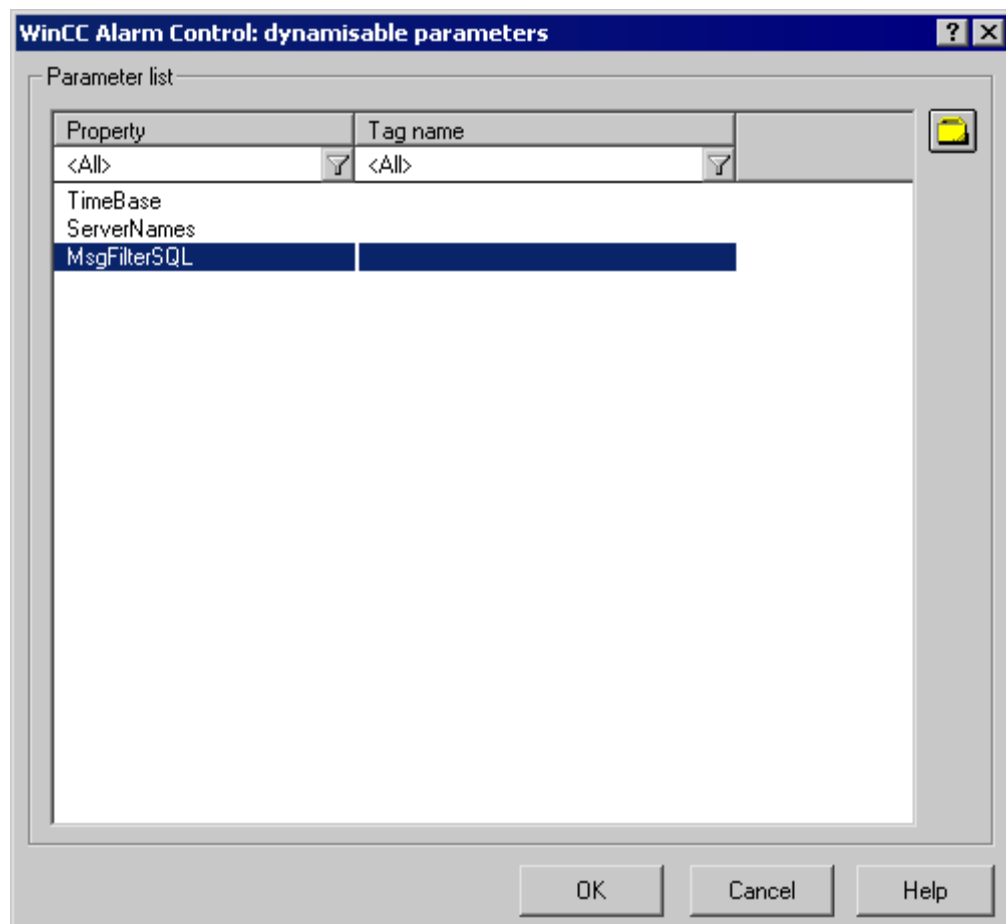 WinCC Alarm Control: dynamisable parameters
Parameter list
Property Tag name
<All> <All>
TimeBase
ServerNames
MsgFilterSQL
OK Cancel Help